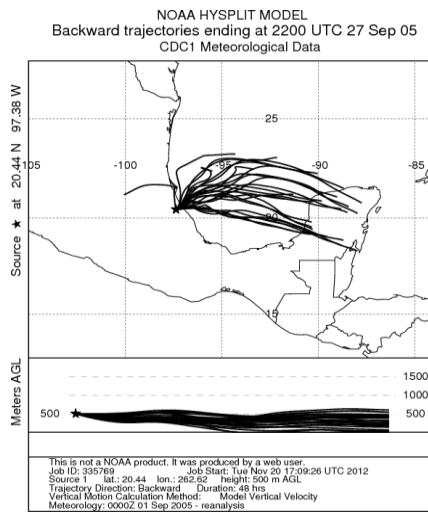 NOAA HYSPLIT MODEL
Backward trajectories ending at 2200 UTC 27 Sep 05
CDC1 Meteorological Data
Source ★ at 20.44 N 97.38 W
-105 -100 -95 -90 -85
25
20
15
Meters AGL
1500
1000
500 500
This is not a NOAA product. It was produced by a web user.
Job ID: 335769 Job Start: Tue Nov 20 17:09:26 UTC 2012
Source 1 lat.: 20.44 lon.: 262.62 height: 500 m AGL
Trajectory Direction: Backward Duration: 48 hrs
Vertical Motion Calculation Method: Model Vertical Velocity
Meteorology: 0000Z 01 Sep 2005 - reanalysis